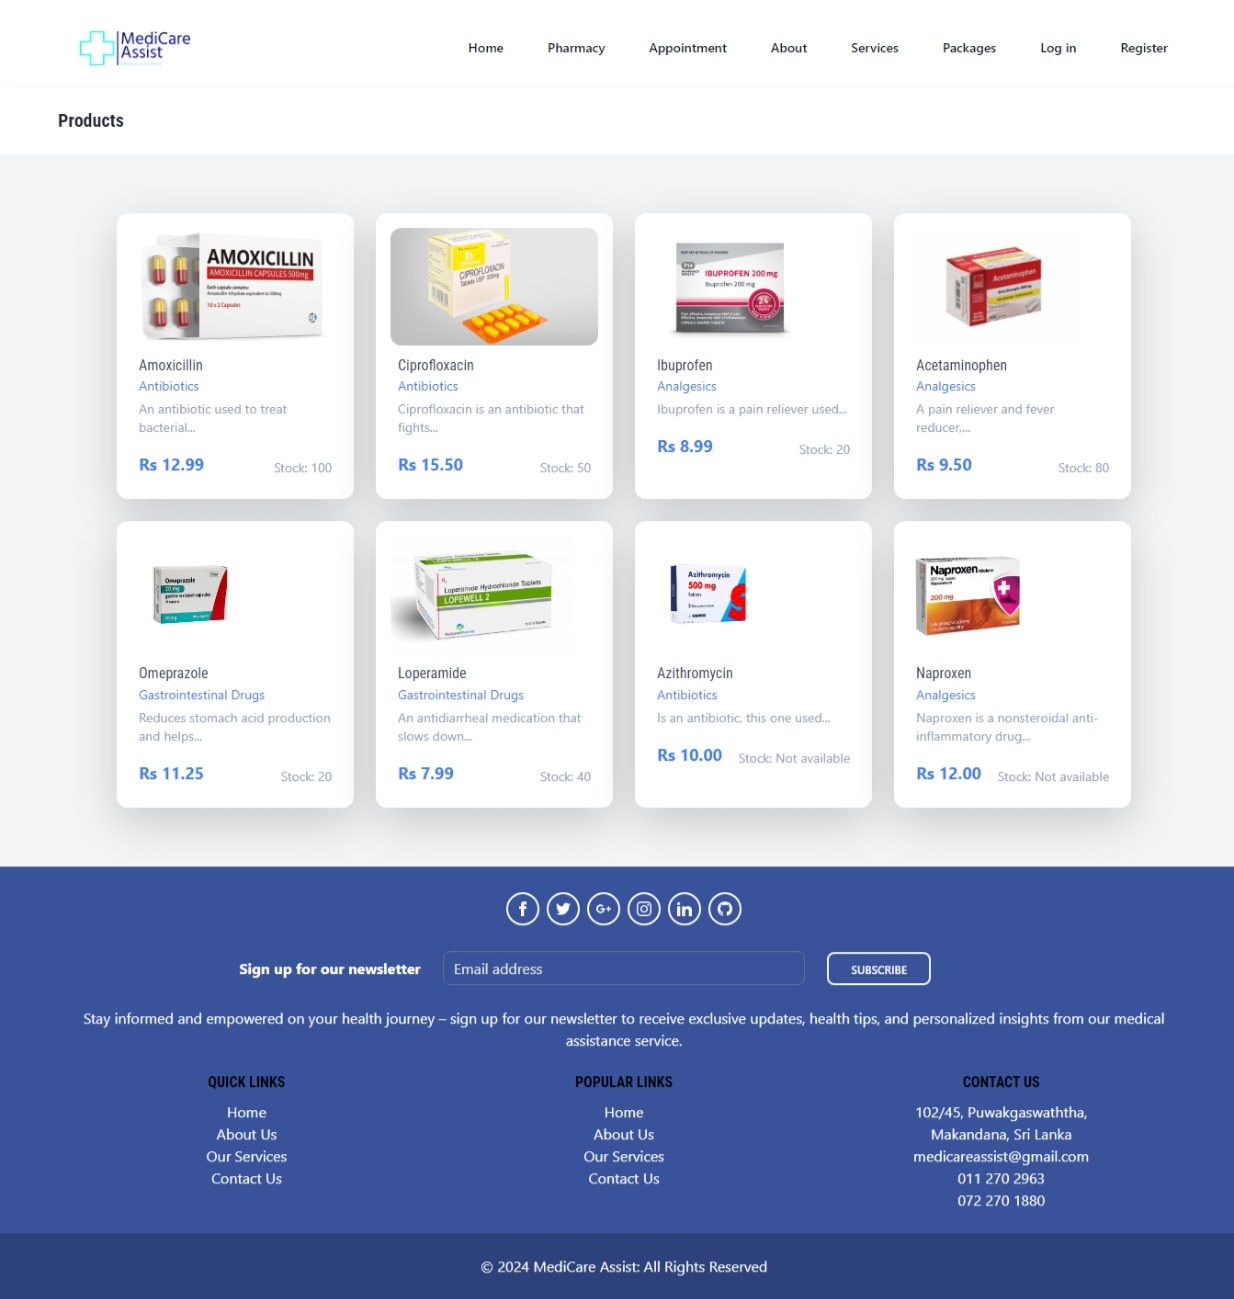 MediCare
Assist
Home
Pharmacy
Appointment
About
Services
Packages
Log in
Register
Products
AMOXICILLIN
AMOXICILLIN CAPSULES 500mg
Each capsule contains:
10 x 2 Capsules
Amoxicillin
Antibiotics
An antibiotic used to treat
bacterial...
Rs 12.99
Stock: 100
CIPROFLOXACIN
Ciprofloxacin
Antibiotics
Ciprofloxacin is an antibiotic that
fights...
Rs 15.50
Stock: 50
IBUPROFEN 200mg
Ibuprofen 200 mg
24
Ibuprofen
Analgesics
Ibuprofen is a pain reliever used...
Rs 8.99
Stock: 20
Acetaminophen
Acetaminophen
Analgesics
A pain reliever and fever
reducer,...
Rs 9.50
Stock: 80
Omeprazole
20 mg
Omeprazole
Gastrointestinal Drugs
Reduces stomach acid production
and helps...
Rs 11.25
Stock: 20
Loperamide Hydrochloride Tablets
LOPEWELL 2
Loperamide
Gastrointestinal Drugs
An antidiarrheal medication that
slows down...
Rs 7.99
Stock: 40
Azithromycin
500 mg
Azithromycin
Antibiotics
Is an antibiotic, this one used...
Rs 10.00
Stock: Not available
Naproxen
200 mg
Naproxen
Analgesics
Naproxen is a nonsteroidal anti-
inflammatory drug...
Rs 12.00
Stock: Not available
Sign up for our newsletter
Email address
SUBSCRIBE
Stay informed and empowered on your health journey – sign up for our newsletter to receive exclusive updates, health tips, and personalized insights from our medical
assistance service.
QUICK LINKS
Home
About Us
Our Services
Contact Us
POPULAR LINKS
Home
About Us
Our Services
Contact Us
CONTACT US
102/45, Puwakgaswaththa,
Makandana, Sri Lanka
medicareassist@gmail.com
011 270 2963
072 270 1880
© 2024 MediCare Assist: All Rights Reserved